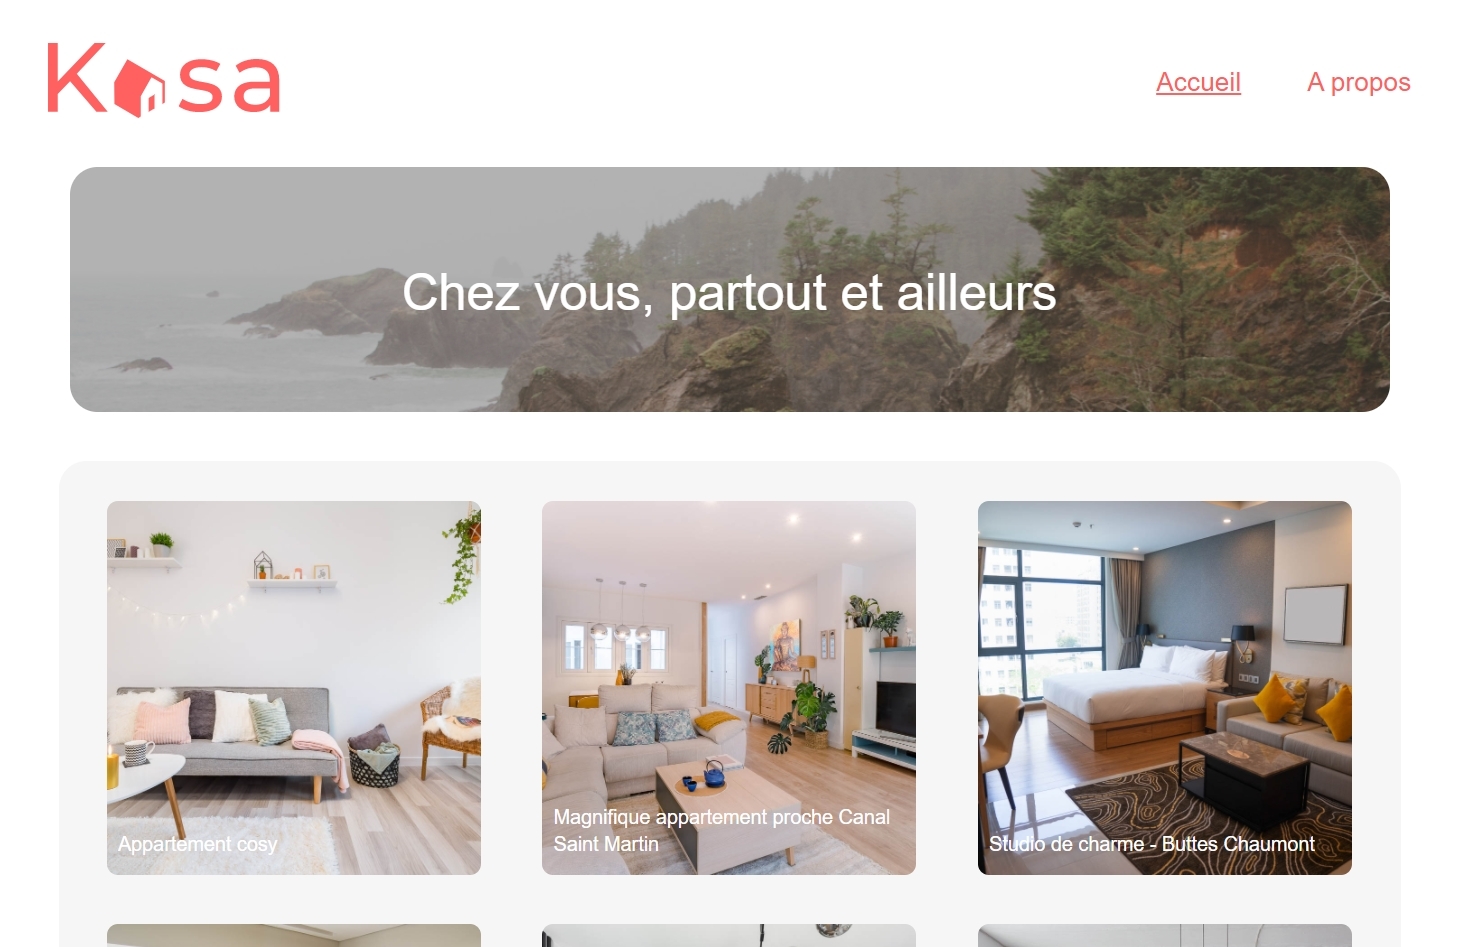 Kasa
Accueil
A propos
Chez vous, partout et ailleurs
Appartement cosy
Magnifique appartement proche Canal
Saint Martin
Studio de charme - Buttes Chaumont